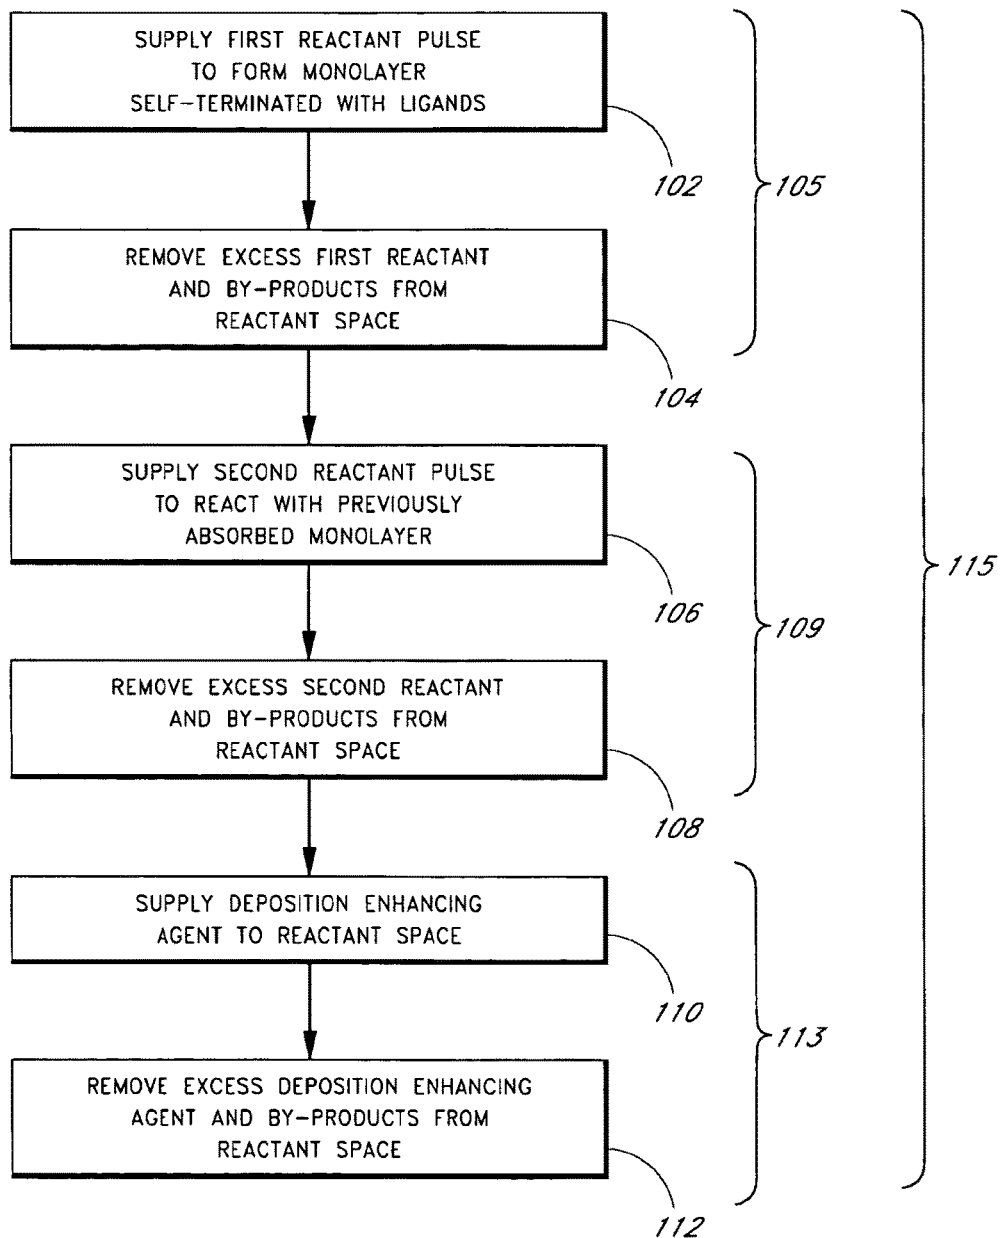 SUPPLY FIRST REACTANT PULSE
TO FORM MONOLAYER
SELF-TERMINATED WITH LIGANDS
102
105
REMOVE EXCESS FIRST REACTANT
AND BY-PRODUCTS FROM
REACTANT SPACE
104
SUPPLY SECOND REACTANT PULSE
TO REACT WITH PREVIOUSLY
ABSORBED MONOLAYER
106
109
115
REMOVE EXCESS SECOND REACTANT
AND BY-PRODUCTS FROM
REACTANT SPACE
108
SUPPLY DEPOSITION ENHANCING
AGENT TO REACTANT SPACE
110
113
REMOVE EXCESS DEPOSITION ENHANCING
AGENT AND BY-PRODUCTS FROM
REACTANT SPACE
112